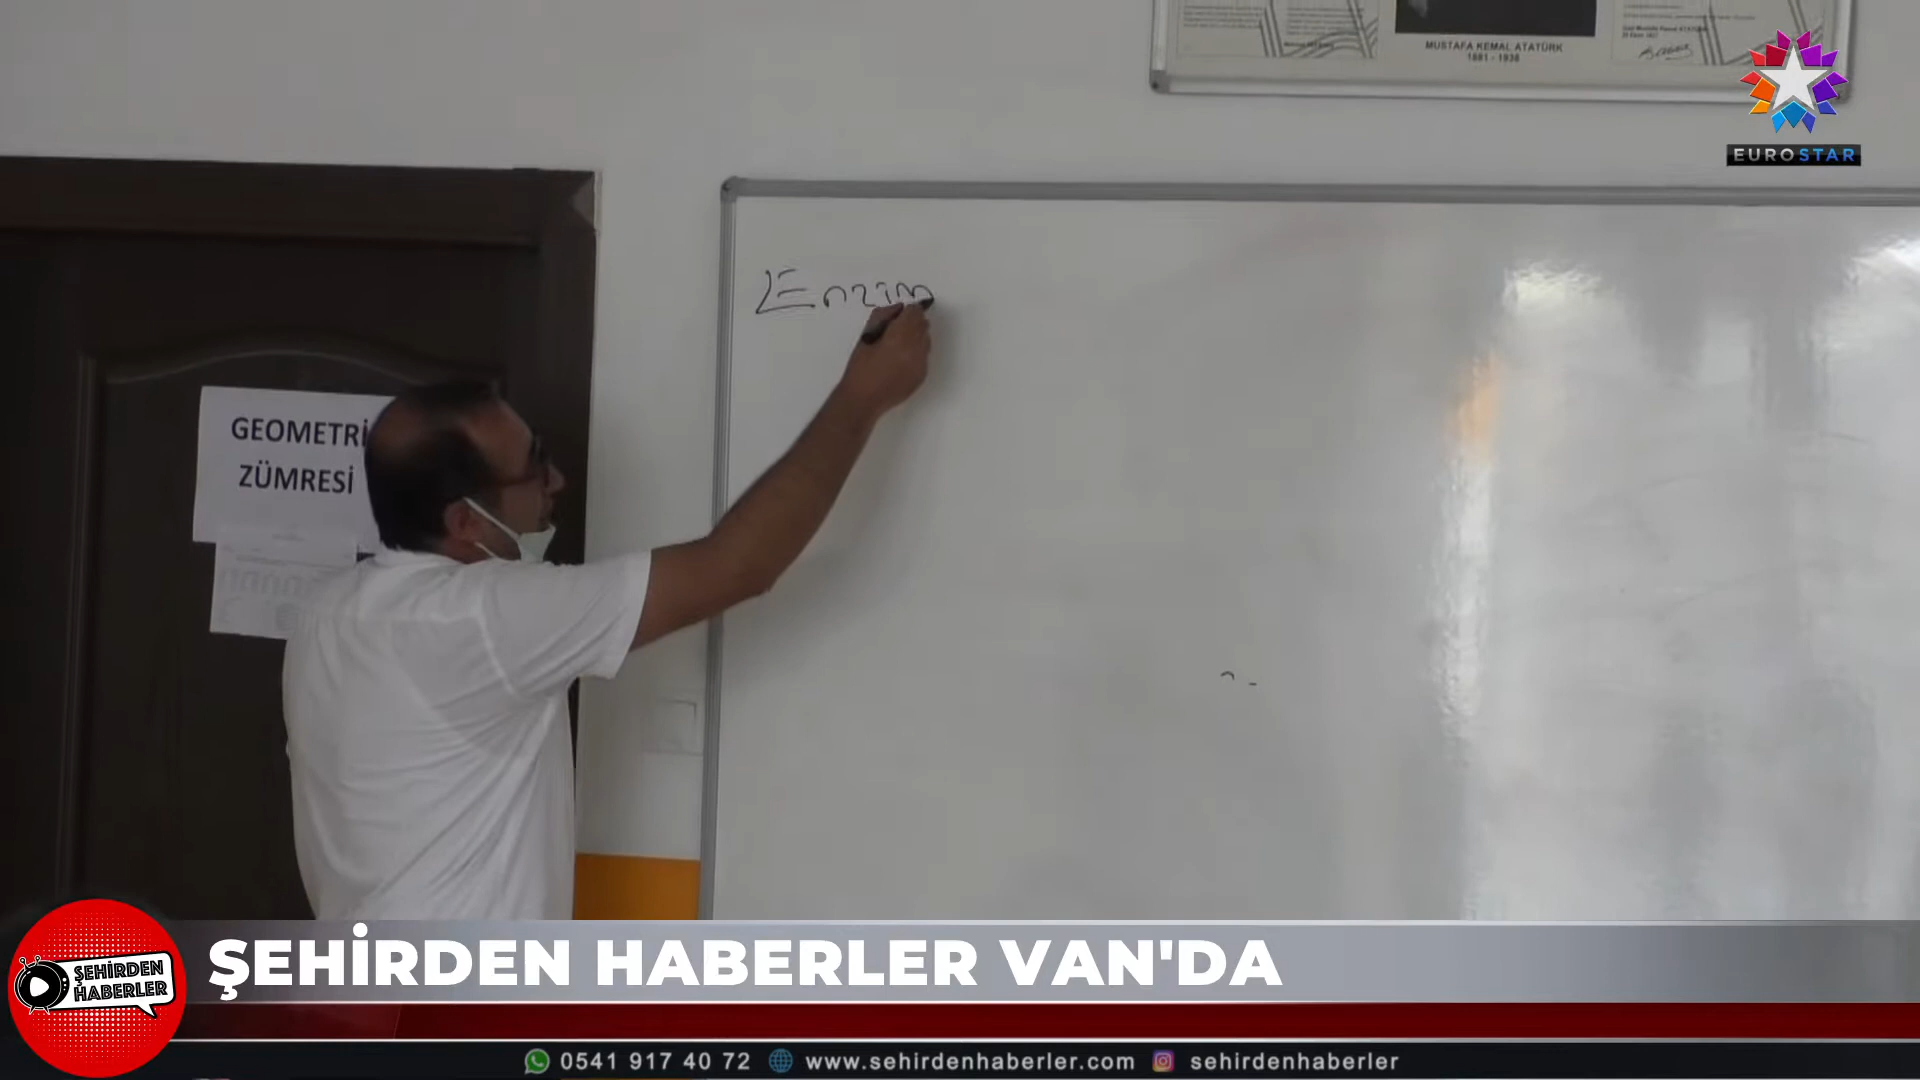 MUSTAFA KEMAL ATATÜRK
1881 - 1938
EUROSTAR
Enzim
GEOMETRİ
ZÜMRESİ
ŞEHİRDEN HABERLER VAN'DA
ŞEHİRDEN
HABERLER
0541 917 40 72 www.sehirdenhaberler.com sehirdenhaberler